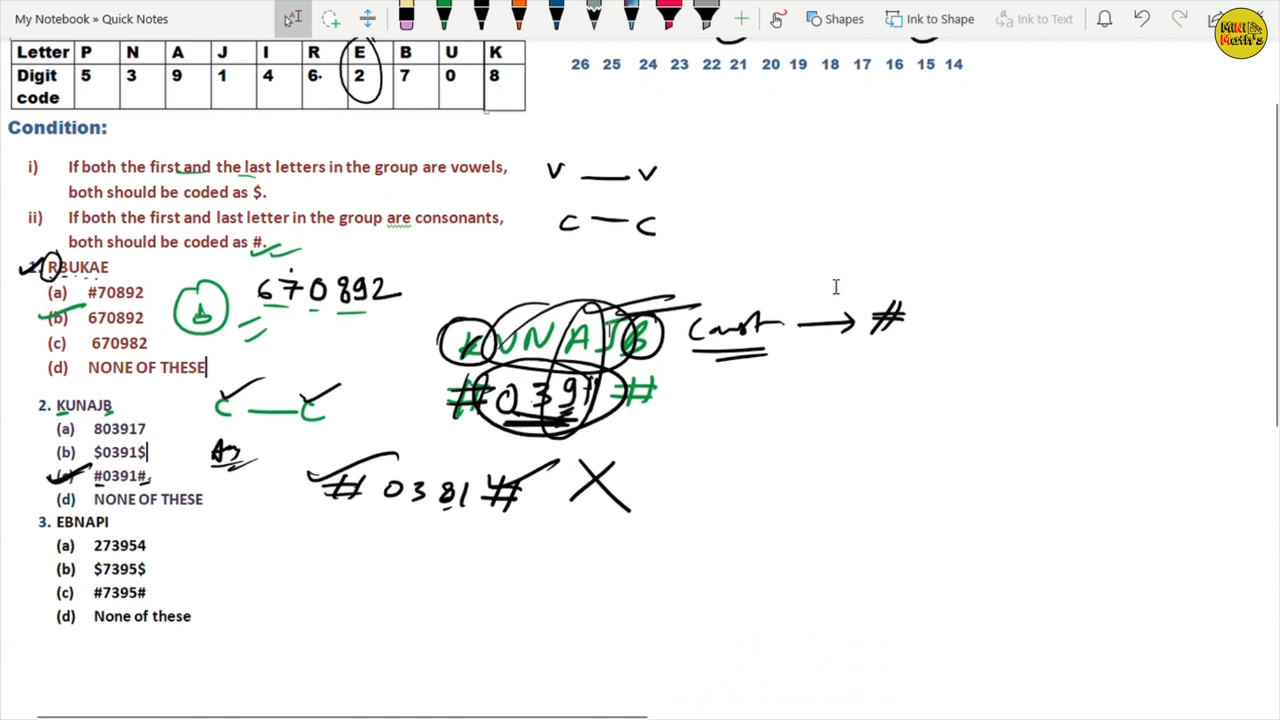 My Notebook » Quick Notes
Shapes
Ink to Shape
Ink to Text
MiNi
Math's
Letter P N A J I R E B U K
Digit code 5 3 9 1 4 6 2 7 0 8
26 25 24 23 22 21 20 19 18 17 16 15 14
Condition:
i) If both the first and the last letters in the group are vowels,
both should be coded as $.
V — V
ii) If both the first and last letter in the group are consonants,
both should be coded as #.
C — C
1. RBUKAE
(a) #70892
(b) 670892
(c) 670982
(d) NONE OF THESE
670892
b
KUNAJB
Const → #
#0391#
2. KUNAJB
(a) 803917
(b) $0391$
(c) #0391#
(d) NONE OF THESE
C — C
Ans
#0381#
3. EBNAPI
(a) 273954
(b) $7395$
(c) #7395#
(d) None of these